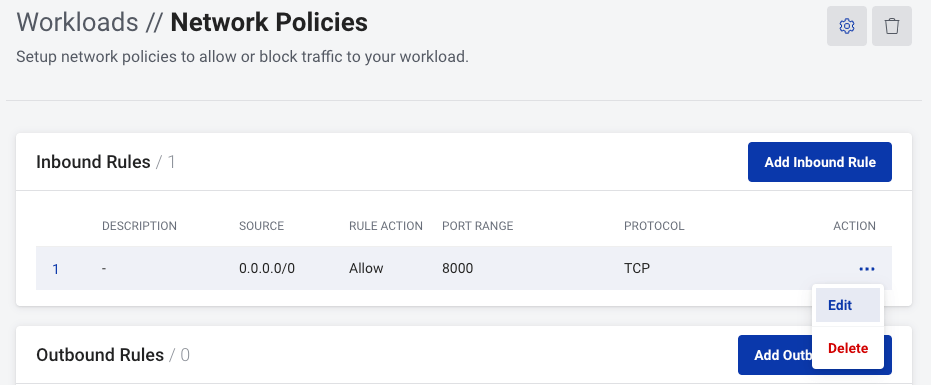 Workloads // Network Policies
Setup network policies to allow or block traffic to your workload.
Inbound Rules / 1
Add Inbound Rule
DESCRIPTION SOURCE RULE ACTION PORT RANGE PROTOCOL ACTION
1 - 0.0.0.0/0 Allow 8000 TCP ...
Edit
Outbound Rules / 0
Add Outb
Delete